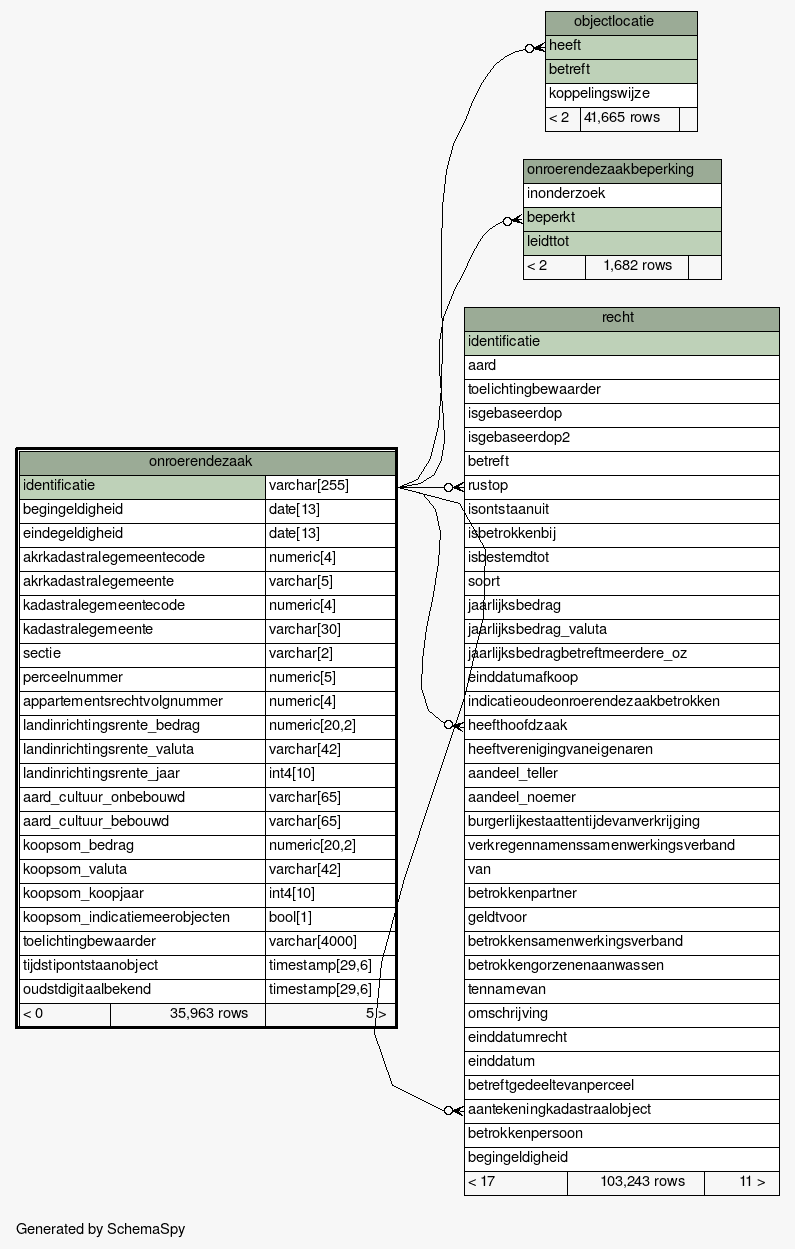 objectlocatie
heeft
betreft
koppelingswijze
< 2 41,665 rows
onroerendezaakbeperking
inonderzoek
beperkt
leidttot
< 2 1,682 rows
recht
identificatie
aard
toelichtingbewaarder
isgebaseerdop
isgebaseerdop2
betreft
rustop
isontstaanuit
isbetrokkenbij
isbestemdtot
soort
jaarlijksbedrag
jaarlijksbedrag_valuta
jaarlijksbedragbetreftmeerdere_oz
einddatumafkoop
indicatieoudeonroerendezaakbetrokken
heefthoofdzaak
heeftverenigingvaneigenaren
aandeel_teller
aandeel_noemer
burgerlijkestaattentijdevanverkrijging
verkregennamenssamenwerkingsverband
van
betrokkenpartner
geldtvoor
betrokkensamenwerkingsverband
betrokkengorzenenaanwassen
tennamevan
omschrijving
einddatumrecht
einddatum
betreftgedeeltevanperceel
aantekeningkadastraalobject
betrokkenpersoon
begingeldigheid
< 17 103,243 rows 11 >
onroerendezaak
identificatie varchar[255]
begingeldigheid date[13]
eindegeldigheid date[13]
akrkadastralegemeentecode numeric[4]
akrkadastralegemeente varchar[5]
kadastralegemeentecode numeric[4]
kadastralegemeente varchar[30]
sectie varchar[2]
perceelnummer numeric[5]
appartementsrechtvolgnummer numeric[4]
landinrichtingsrente_bedrag numeric[20,2]
landinrichtingsrente_valuta varchar[42]
landinrichtingsrente_jaar int4[10]
aard_cultuur_onbebouwd varchar[65]
aard_cultuur_bebouwd varchar[65]
koopsom_bedrag numeric[20,2]
koopsom_valuta varchar[42]
koopsom_koopjaar int4[10]
koopsom_indicatiemeerobjecten bool[1]
toelichtingbewaarder varchar[4000]
tijdstipontstaanobject timestamp[29,6]
oudstdigitaalbekend timestamp[29,6]
< 0 35,963 rows 5 >
Generated by SchemaSpy